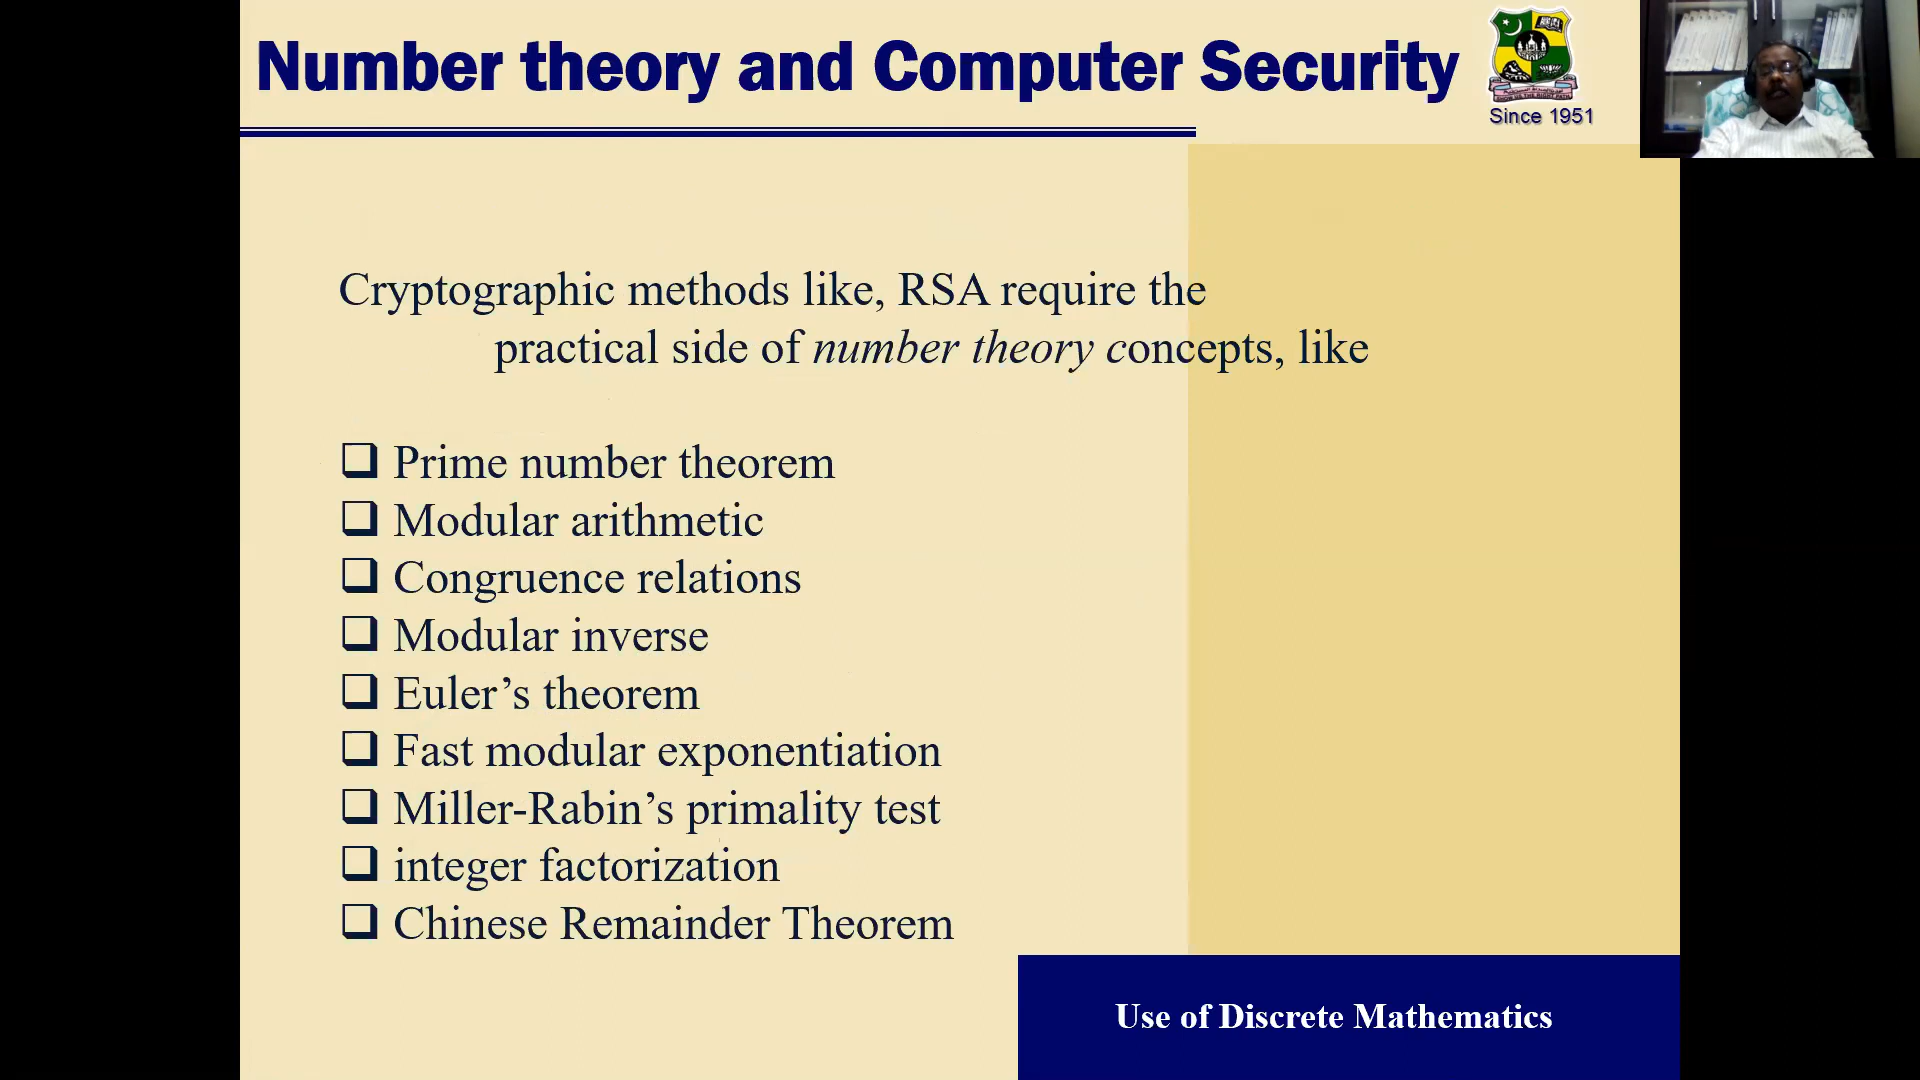 Number theory and Computer Security
Since 1951
Cryptographic methods like, RSA require the
practical side of number theory concepts, like
❑ Prime number theorem
❑ Modular arithmetic
❑ Congruence relations
❑ Modular inverse
❑ Euler’s theorem
❑ Fast modular exponentiation
❑ Miller-Rabin’s primality test
❑ integer factorization
❑ Chinese Remainder Theorem
Use of Discrete Mathematics